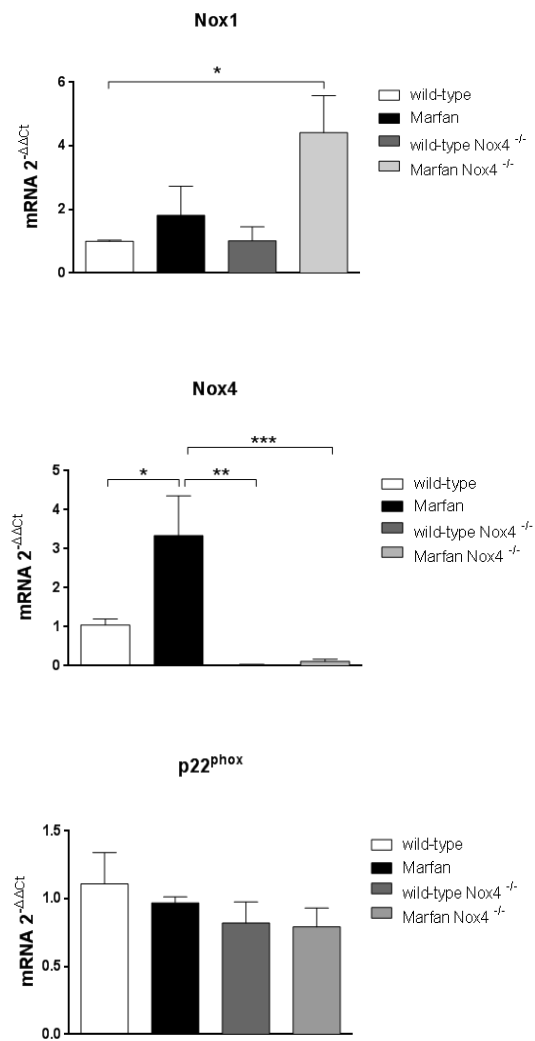 Nox1
*
6
4
2
0
mRNA 2^-ΔΔCt
wild-type
Marfan
wild-type Nox4 -/-
Marfan Nox4 -/-
Nox4
***
* **
5
4
3
2
1
0
mRNA 2^-ΔΔCt
wild-type
Marfan
wild-type Nox4 -/-
Marfan Nox4 -/-
p22phox
1.5
1.0
0.5
0.0
mRNA 2^-ΔΔCt
wild-type
Marfan
wild-type Nox4 -/-
Marfan Nox4 -/-